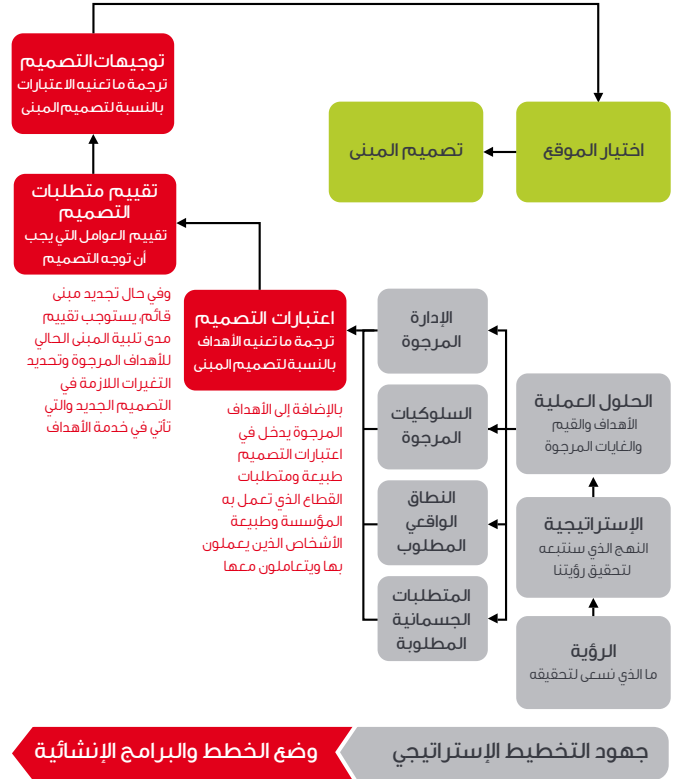 توجيهات التصميم
ترجمة ما تعنيه الاعتبارات
بالنسبة لتصميم المبنى
اختيار الموقع
تصميم المبنى
تقييم متطلبات
التصميم
تقييم العوامل التي يجب
أن توجه التصميم
وفي حال تجديد مبنى
قائم، يستوجب تقييم
مدى تلبية المبنى الحالي
للأهداف المرجوة وتحديد
التغيرات اللازمة في
التصميم الجديد والتي
تأتي في خدمة الأهداف
اعتبارات التصميم
ترجمة ما تعنيه الأهداف
بالنسبة لتصميم المبنى
بالإضافة إلى الأهداف
المرجوة يدخل في
اعتبارات التصميم
طبيعة ومتطلبات
القطاع الذي تعمل به
المؤسسة وطبيعة
الأشخاص الذين يعملون
بها ويتعاملون معها
الإدارة
المرجوة
السلوكيات
المرجوة
النطاق
الواقعي
المطلوب
المتطلبات
الجسمانية
المطلوبة
الحلول العملية
الأهداف والقيم
والغايات المرجوة
الإستراتيجية
النهج الذي سنتبعه
لتحقيق رؤيتنا
الرؤية
ما الذي نسعى لتحقيقه
جهود التخطيط الإستراتيجي
وضع الخطط والبرامج الإنشائية